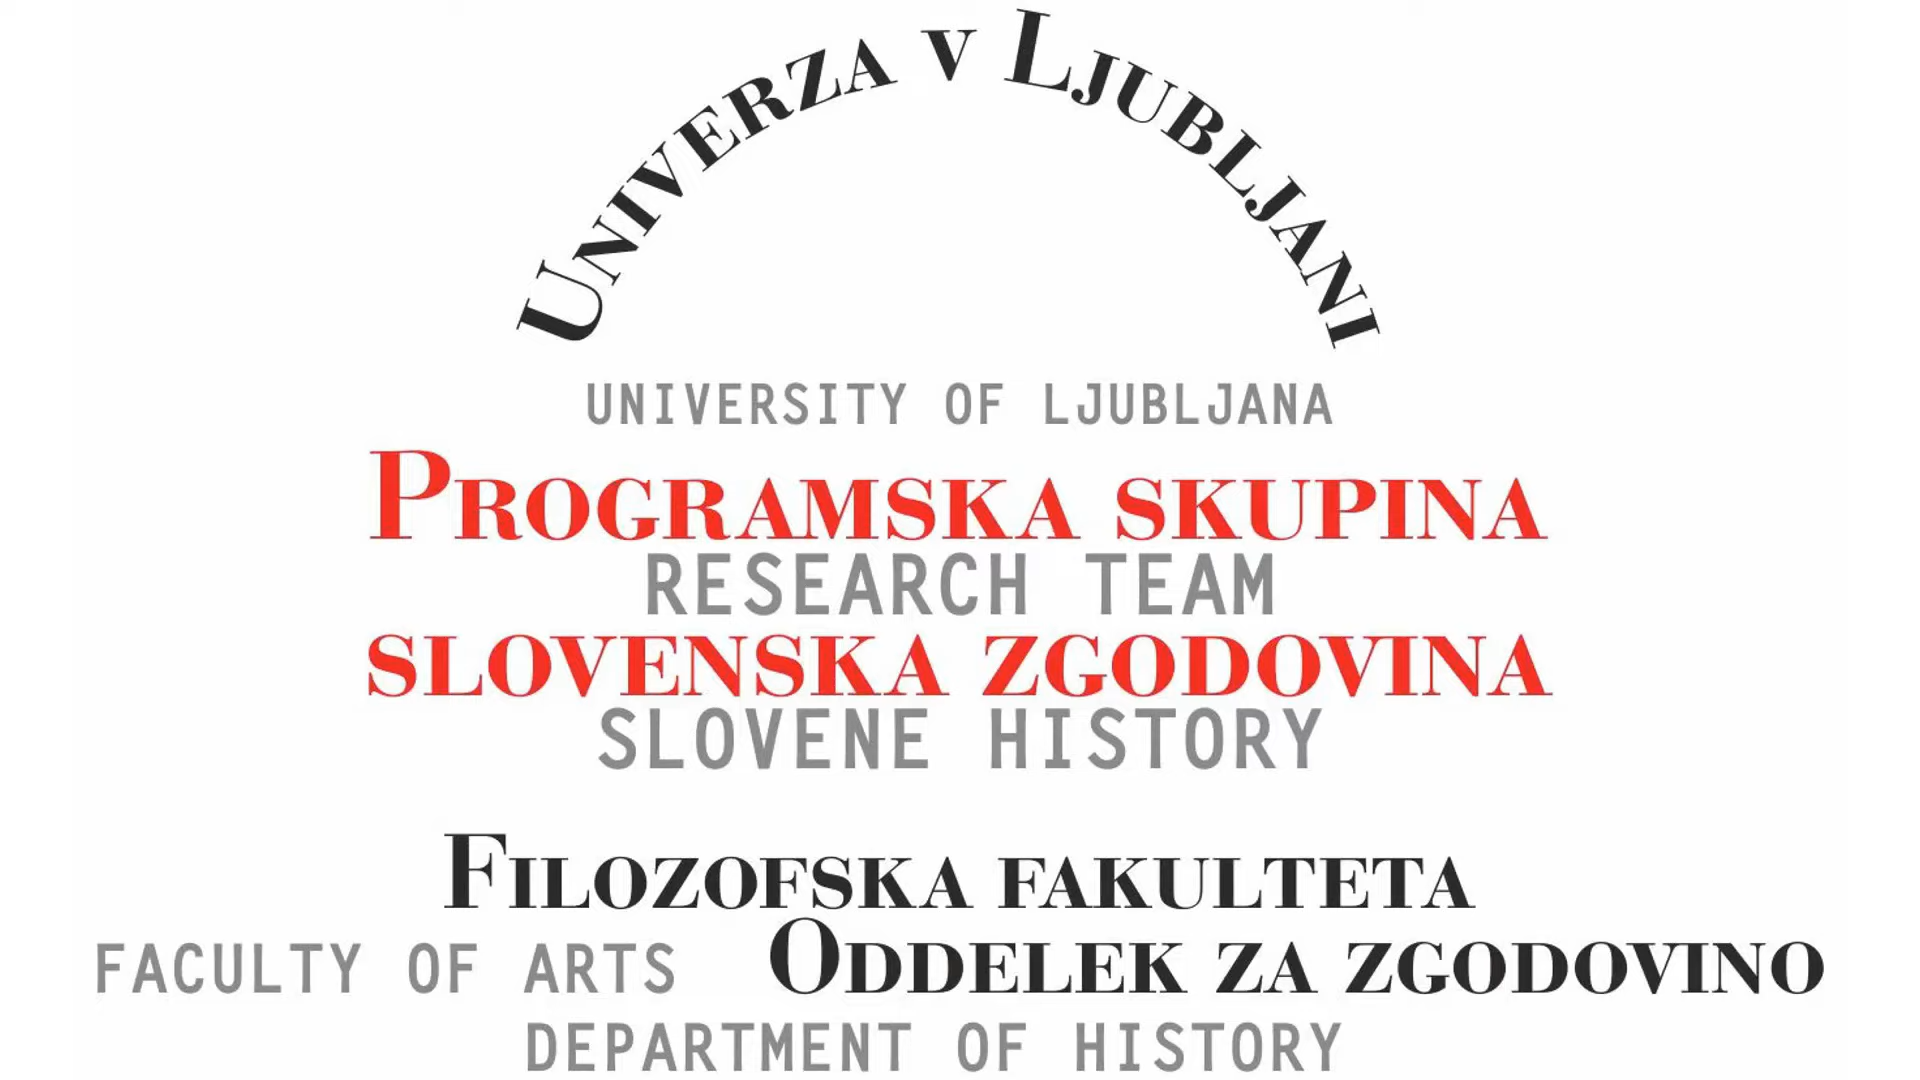 Univerza v Ljubljani
UNIVERSITY OF LJUBLJANA
Programska skupina
RESEARCH TEAM
slovenska zgodovina
SLOVENE HISTORY
Filozofska fakulteta
FACULTY OF ARTS Oddelek za zgodovino
DEPARTMENT OF HISTORY